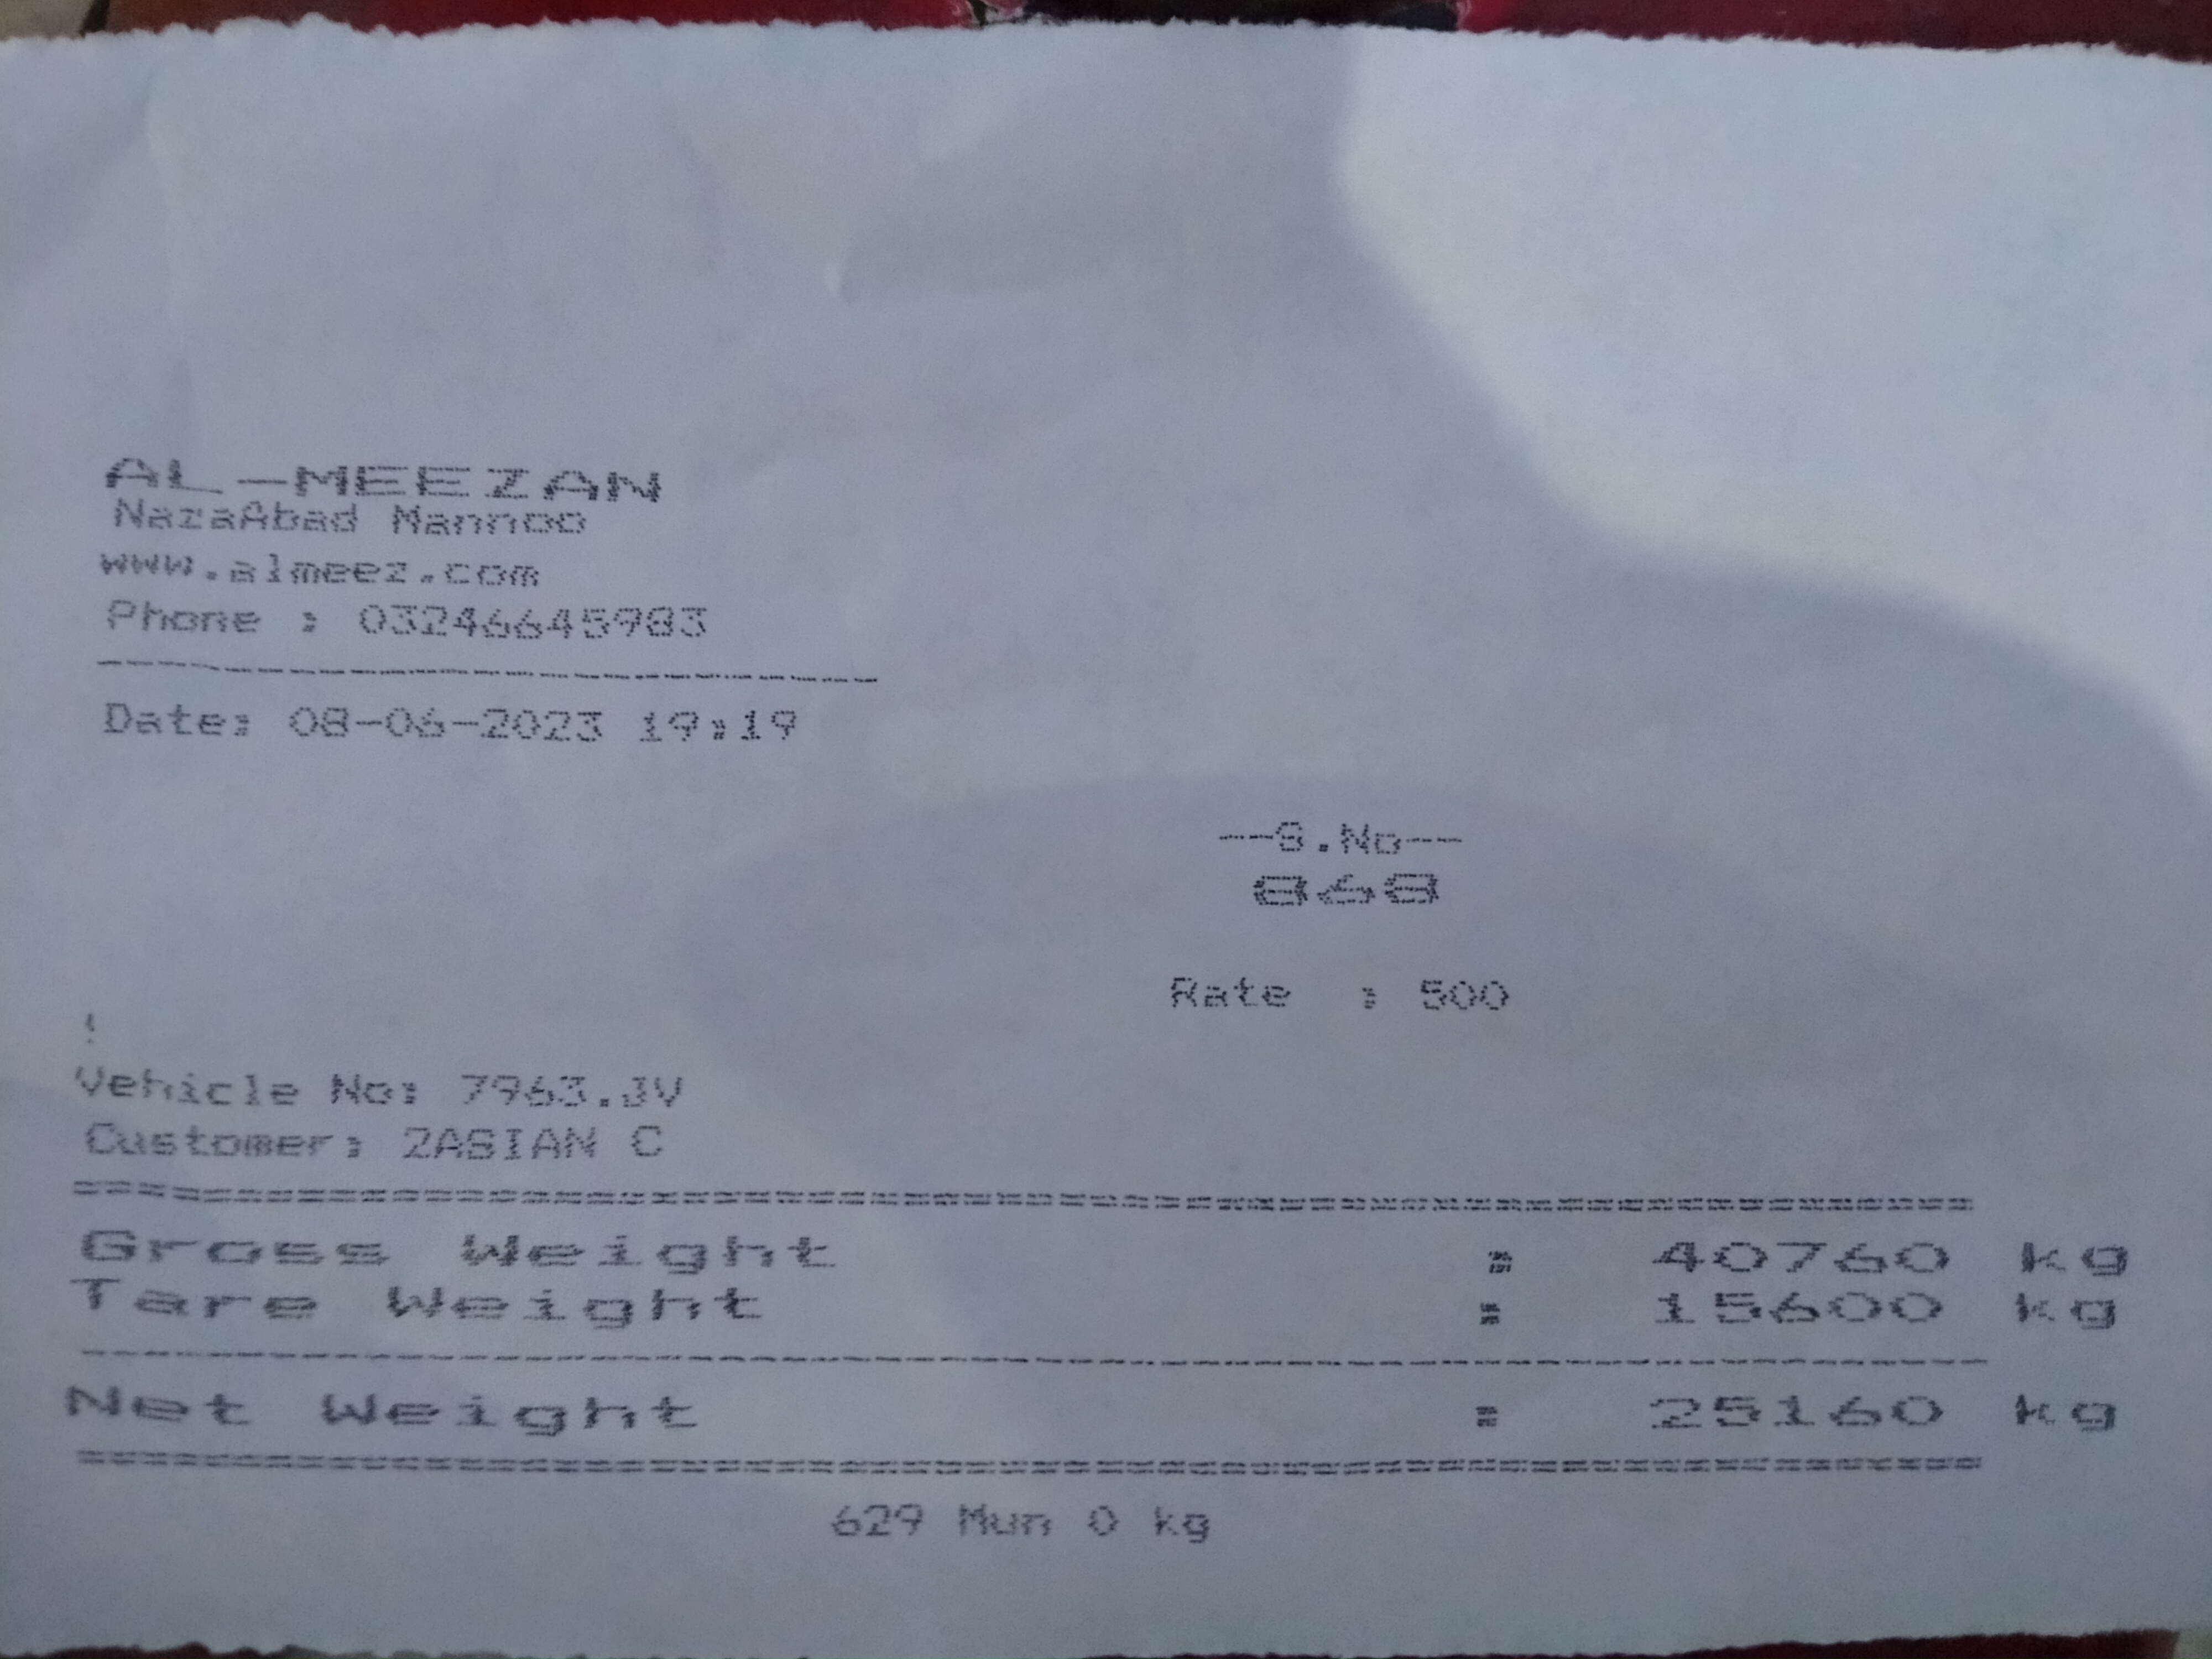 AL-MEEZAN
NazaAbad Mannoo
www.almeez.com
Phone : 03246645983
Date: 08-06-2023 19:19
--S.No--
868
Rate : 500
Vehicle No: 7963.JV
Customer: ZASIAN C
Gross Weight = 40760 kg
Tare Weight = 15600 kg
Net Weight = 25160 kg
629 Mun 0 kg